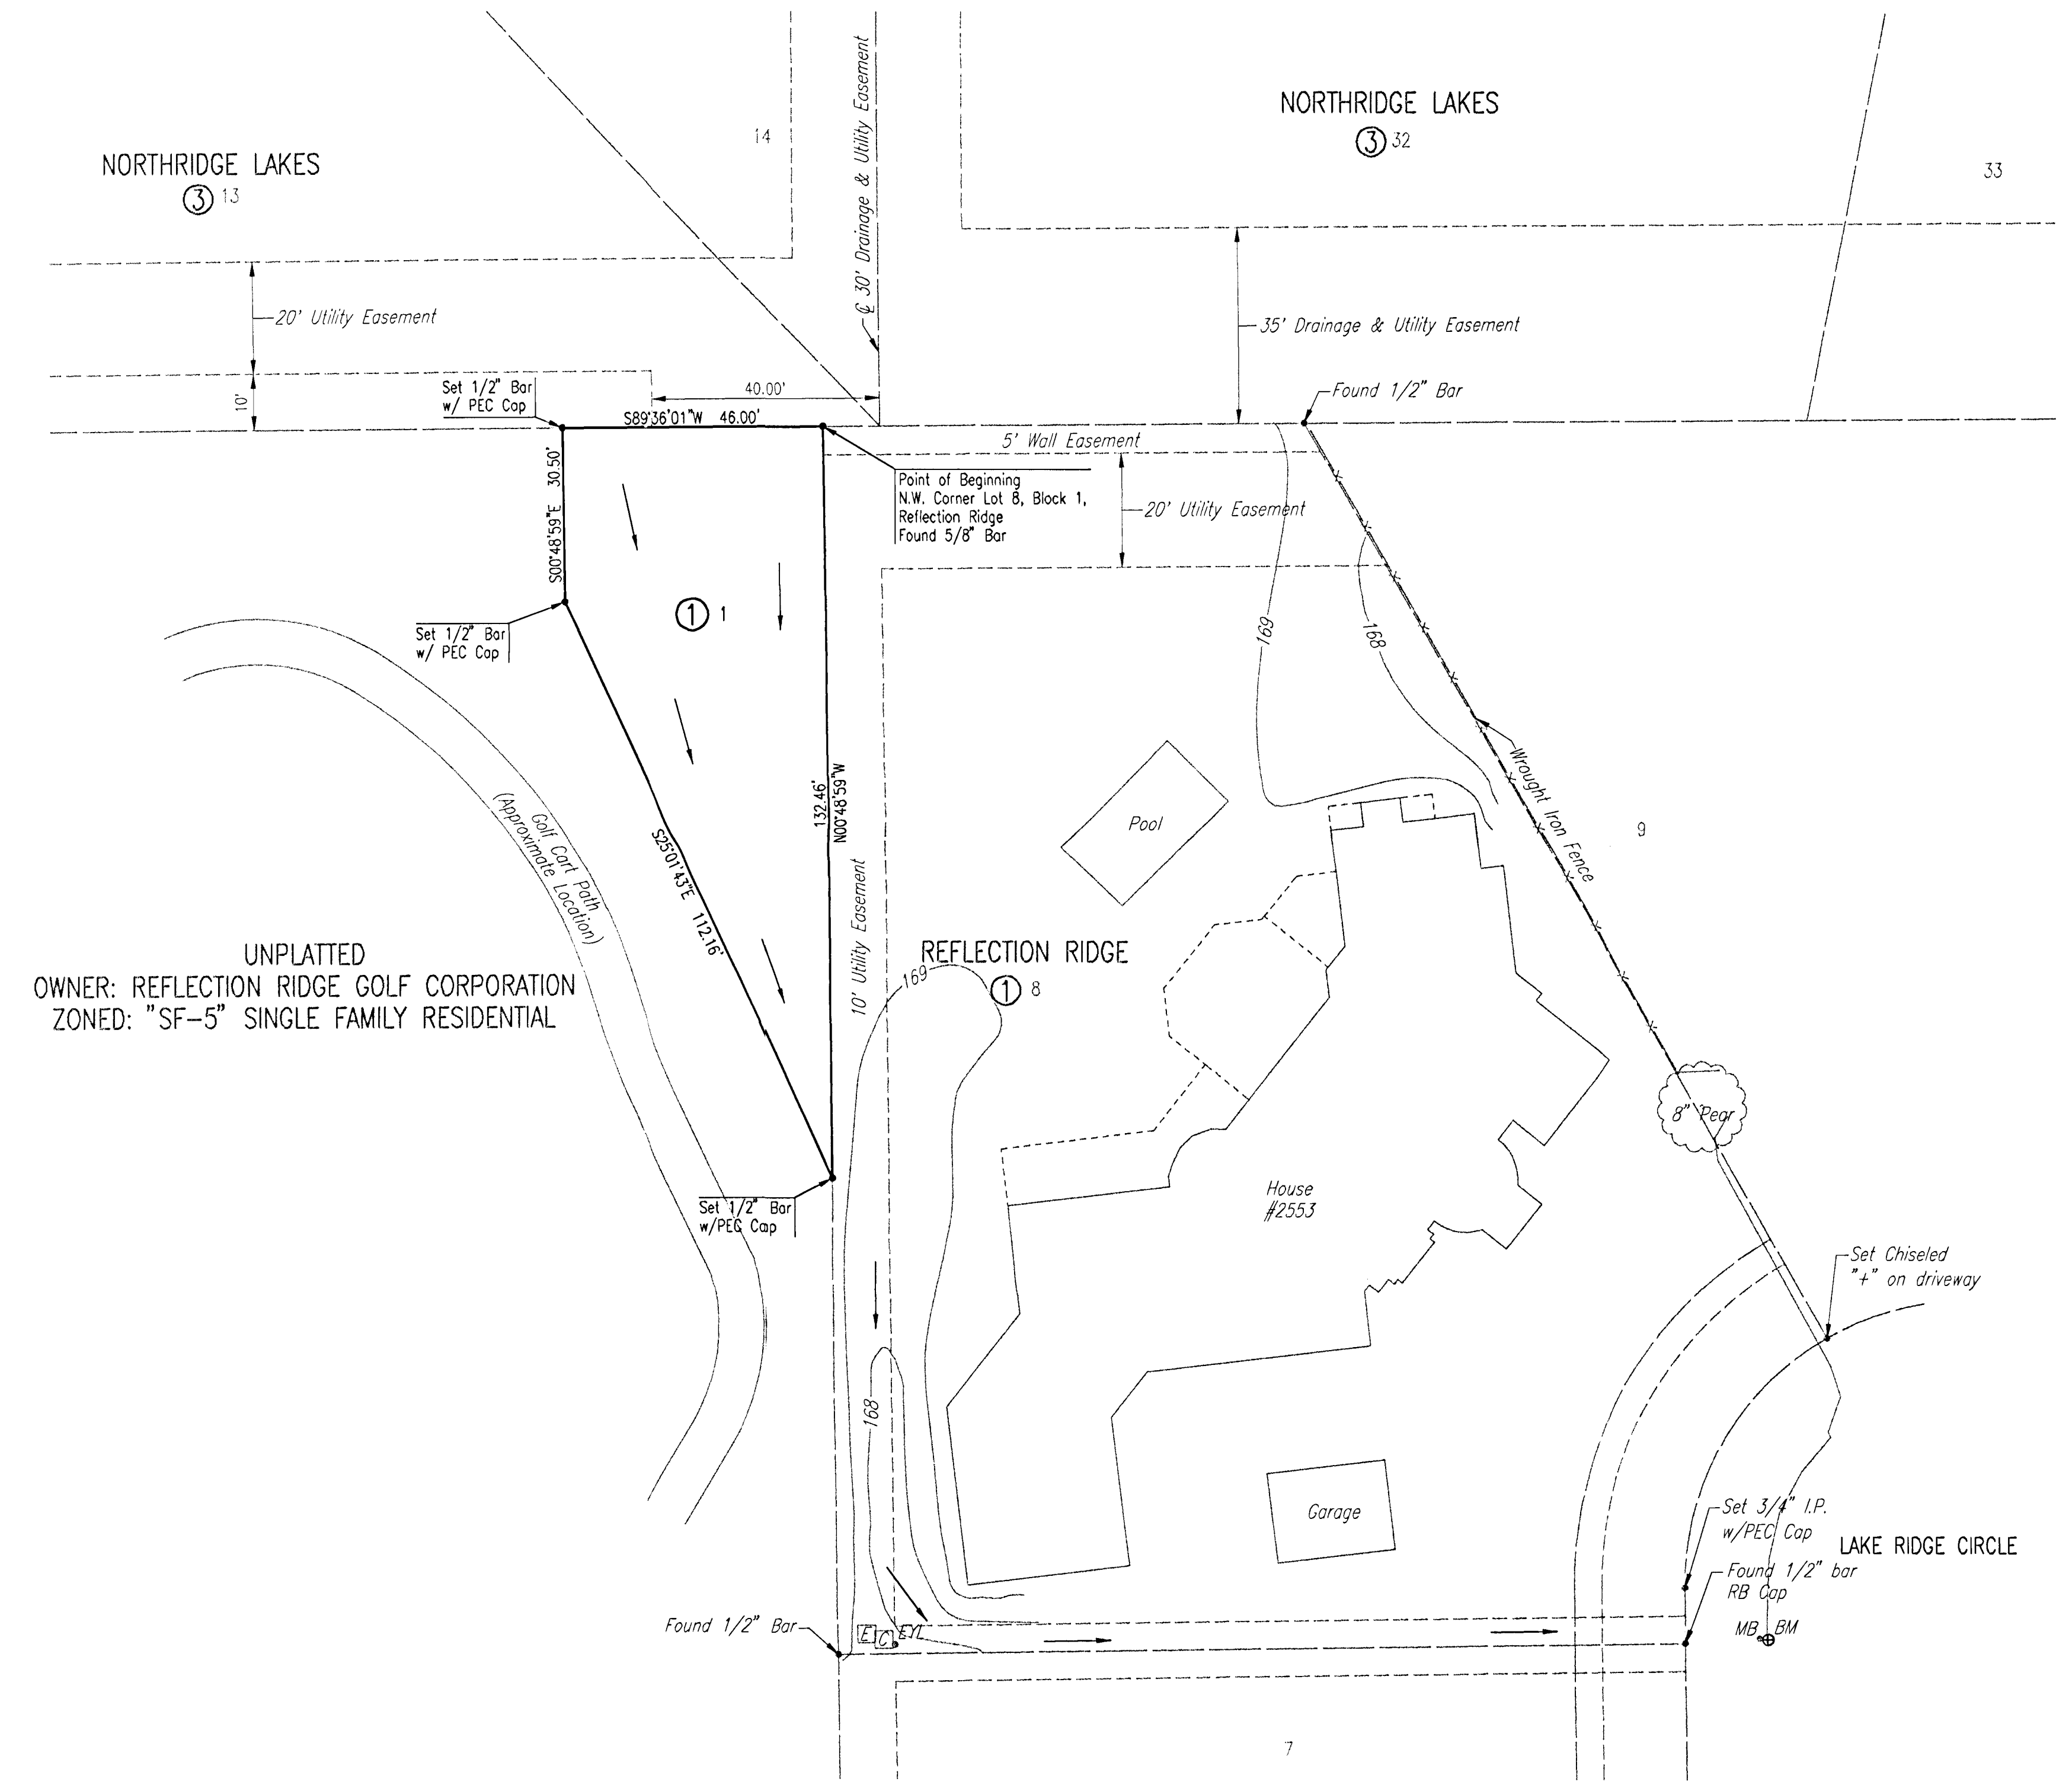 NORTHRIDGE LAKES
③ 13
14
℄ 30' Drainage & Utility Easement
NORTHRIDGE LAKES
③ 32
33
20' Utility Easement
10'
35' Drainage & Utility Easement
Set 1/2" Bar
w/ PEC Cap
40.00'
S89°36'01"W 46.00'
Found 1/2" Bar
5' Wall Easement
Point of Beginning
N.W. Corner Lot 8, Block 1,
Reflection Ridge
Found 5/8" Bar
20' Utility Easement
S00°48'59"E 30.50'
Set 1/2" Bar
w/ PEC Cap
① 1
169
168
Wrought Iron Fence
9
132.46'
N00°48'59"W
S25°01'43"E 112.16'
Pool
Golf Cart Path
(Approximate Location)
10' Utility Easement
UNPLATTED
OWNER: REFLECTION RIDGE GOLF CORPORATION
ZONED: "SF-5" SINGLE FAMILY RESIDENTIAL
REFLECTION RIDGE
① 8
169
8" Pear
Set 1/2" Bar
w/PEC Cap
House
#2553
Set Chiseled
"+" on driveway
168
Garage
Set 3/4" I.P.
w/PEC Cap
LAKE RIDGE CIRCLE
Found 1/2" bar
RB Cap
Found 1/2" Bar
E C
MB BM
7